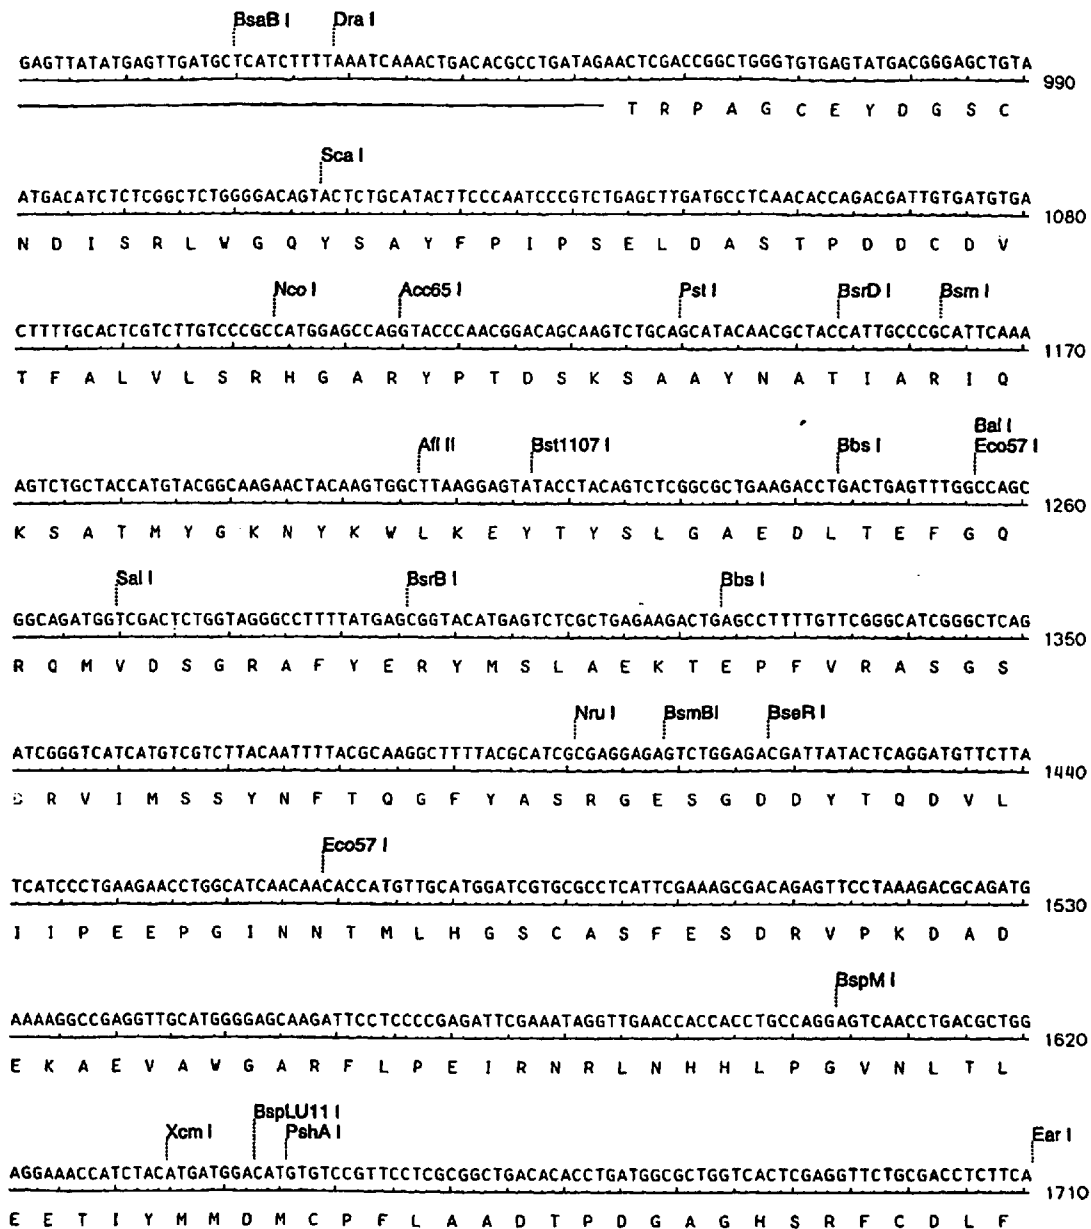 BsaB I Dra I
GAGTTATATGAGTTGATGCTCATCTTTTAAATCAAACTGACACGCCTGATAGAACTCGACCGGCTGGGTGTGAGTATGACGGGAGCTGTA
990
T R P A G C E Y D G S C
Sca I
ATGACATCTCTCGGCTCTGGGGACAGTACTCTGCATACTTCCCAATCCCGTCTGAGCTTGATGCCTCAACACCAGACGATTGTGATGTGA
1080
N D I S R L W G Q Y S A Y F P I P S E L D A S T P D D C D V
Nco I Acc65 I Pst I BsrD I Bsm I
CTTTTGCACTCGTCTTGTCCCGCCATGGAGCCAGGTACCCAACGGACAGCAAGTCTGCAGCATACAACGCTACCATTGCCCGCATTCAAA
1170
T F A L V L S R H G A R Y P T D S K S A A Y N A T I A R I Q
Bal I
Afl II Bst1107 I Bbs I Eco57 I
AGTCTGCTACCATGTACGGCAAGAACTACAAGTGGCTTAAGGAGTATACCTACAGTCTCGGCGCTGAAGACCTGACTGAGTTTGGCCAGC
1260
K S A T M Y G K N Y K W L K E Y T Y S L G A E D L T E F G Q
Sal I BsrB I Bbs I
GGCAGATGGTCGACTCTGGTAGGGCCTTTTATGAGCGGTACATGAGTCTCGCTGAGAAGACTGAGCCTTTTGTTCGGGCATCGGGCTCAG
1350
R Q M V D S G R A F Y E R Y M S L A E K T E P F V R A S G S
Nru I BsmBI BseR I
ATCGGGTCATCATGTCGTCTTACAATTTTACGCAAGGCTTTTACGCATCGCGAGGAGAGTCTGGAGACGATTATACTCAGGATGTTCTTA
1440
D R V I M S S Y N F T Q G F Y A S R G E S G D D Y T Q D V L
Eco57 I
TCATCCCTGAAGAACCTGGCATCAACAACACCATGTTGCATGGATCGTGCGCCTCATTCGAAAGCGACAGAGTTCCTAAAGACGCAGATG
1530
I I P E E P G I N N T M L H G S C A S F E S D R V P K D A D
BspM I
AAAAGGCCGAGGTTGCATGGGGAGCAAGATTCCTCCCCGAGATTCGAAATAGGTTGAACCACCACCTGCCAGGAGTCAACCTGACGCTGG
1620
E K A E V A W G A R F L P E I R N R L N H H L P G V N L T L
BspLU11 I
Xcm I PshA I Ear I
AGGAAACCATCTACATGATGGACATGTGTCCGTTCCTCGCGGCTGACACACCTGATGGCGCTGGTCACTCGAGGTTCTGCGACCTCTTCA
1710
E E T I Y M M D M C P F L A A D T P D G A G H S R F C D L F